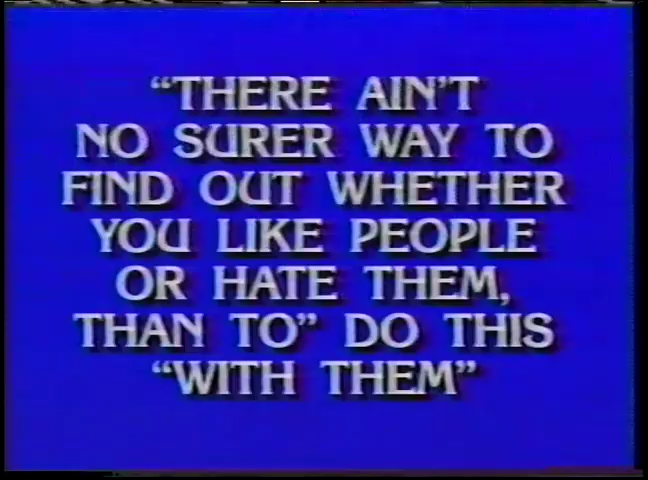 “THERE AIN’T
NO SURER WAY TO
FIND OUT WHETHER
YOU LIKE PEOPLE
OR HATE THEM,
THAN TO” DO THIS
“WITH THEM”